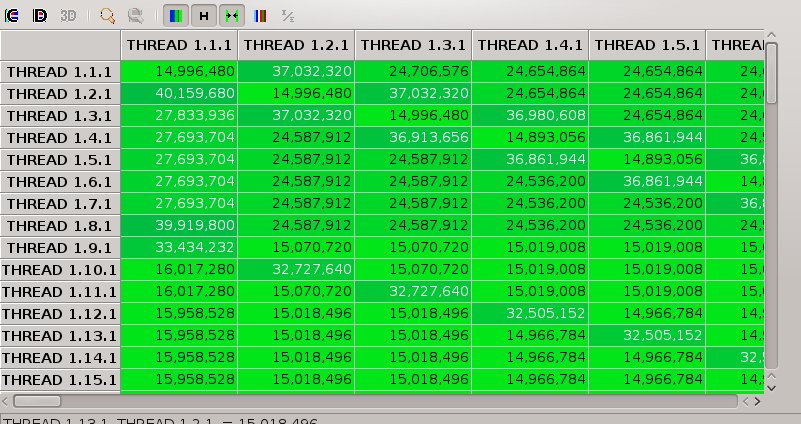 3D
H
THREAD 1.1.1 THREAD 1.2.1 THREAD 1.3.1 THREAD 1.4.1 THREAD 1.5.1 THREA
THREAD 1.1.1 14,996,480 37,032,320 24,706,576 24,654,864 24,654,864 24,
THREAD 1.2.1 40,159,680 14,996,480 37,032,320 24,654,864 24,654,864 24,
THREAD 1.3.1 27,833,936 37,032,320 14,996,480 36,980,608 24,654,864 24,
THREAD 1.4.1 27,693,704 24,587,912 36,913,656 14,893,056 36,861,944 24,
THREAD 1.5.1 27,693,704 24,587,912 24,587,912 36,861,944 14,893,056 36,
THREAD 1.6.1 27,693,704 24,587,912 24,587,912 24,536,200 36,861,944 14,
THREAD 1.7.1 27,693,704 24,587,912 24,587,912 24,536,200 24,536,200 36,
THREAD 1.8.1 39,919,800 24,587,912 24,587,912 24,536,200 24,536,200 24,
THREAD 1.9.1 33,434,232 15,070,720 15,070,720 15,019,008 15,019,008 15,
THREAD 1.10.1 16,017,280 32,727,640 15,070,720 15,019,008 15,019,008 15,
THREAD 1.11.1 16,017,280 15,070,720 32,727,640 15,019,008 15,019,008 15,
THREAD 1.12.1 15,958,528 15,018,496 15,018,496 32,505,152 14,966,784 14,
THREAD 1.13.1 15,958,528 15,018,496 15,018,496 14,966,784 32,505,152 14,
THREAD 1.14.1 15,958,528 15,018,496 15,018,496 14,966,784 14,966,784 32,
THREAD 1.15.1 15,958,528 15,018,496 15,018,496 14,966,784 14,966,784 14,
THREAD 1.13.1, THREAD 1.2.1 = 15,018,496